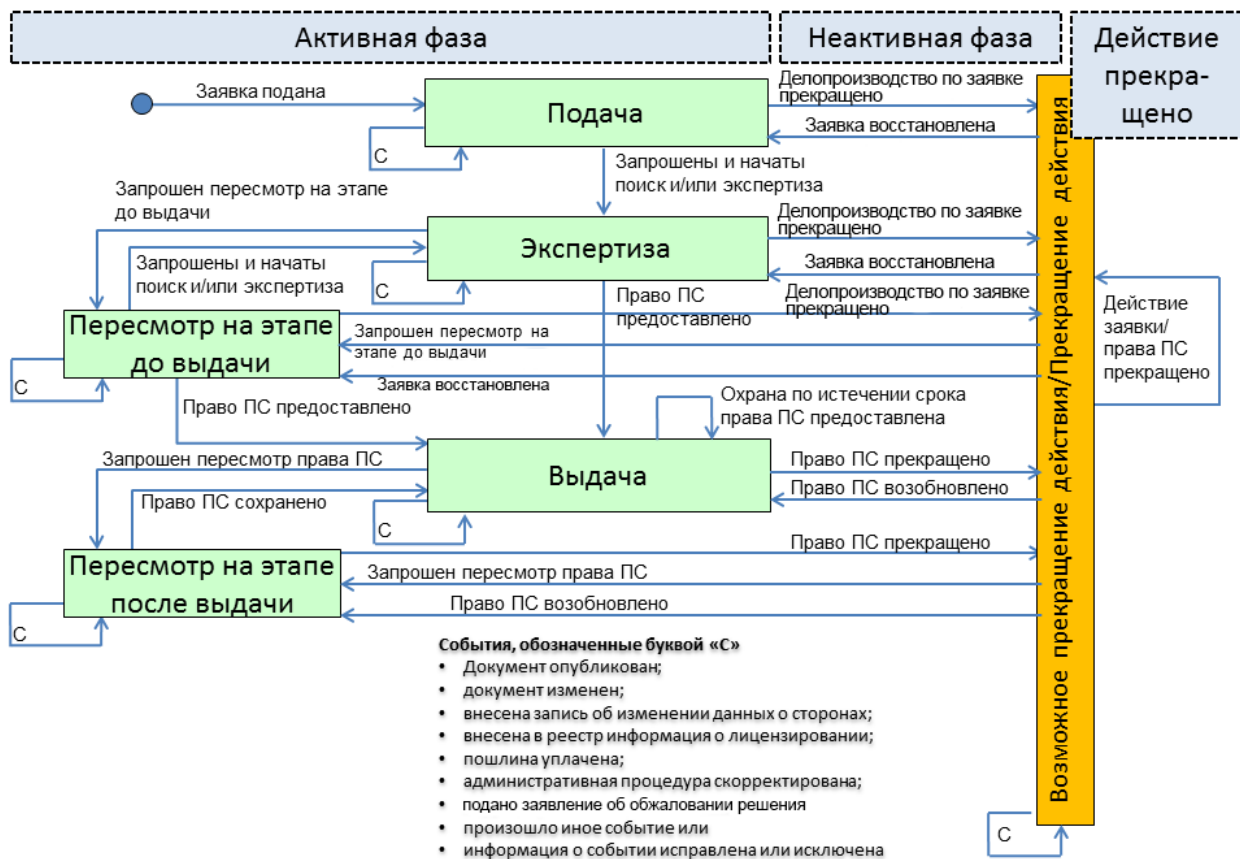 Активная фаза
Неактивная фаза
Действие
прекра-
щено
Заявка подана
Подача
Делопроизводство по заявке
прекращено
Заявка восстановлена
С
Запрошены и начаты
поиск и/или экспертиза
Запрошен пересмотр на этапе
до выдачи
Экспертиза
Делопроизводство по заявке
прекращено
Заявка восстановлена
Запрошены и начаты
поиск и/или экспертиза
С
Право ПС
предоставлено
Делопроизводство по заявке
прекращено
Действие
заявки/
права ПС
прекращено
Пересмотр на этапе
до выдачи
Запрошен пересмотр на
этапе до выдачи
Заявка восстановлена
С
Право ПС предоставлено
Охрана по истечении срока
права ПС предоставлена
Запрошен пересмотр права ПС
Выдача
Право ПС прекращено
Право ПС возобновлено
Право ПС сохранено
С
Право ПС прекращено
Пересмотр на этапе
после выдачи
Запрошен пересмотр права ПС
Право ПС возобновлено
С
Возможное прекращение действия/Прекращение действия
События, обозначенные буквой «С»
• Документ опубликован;
• документ изменен;
• внесена запись об изменении данных о сторонах;
• внесена в реестр информация о лицензировании;
• пошлина уплачена;
• административная процедура скорректирована;
• подано заявление об обжаловании решения
• произошло иное событие или
• информация о событии исправлена или исключена
С